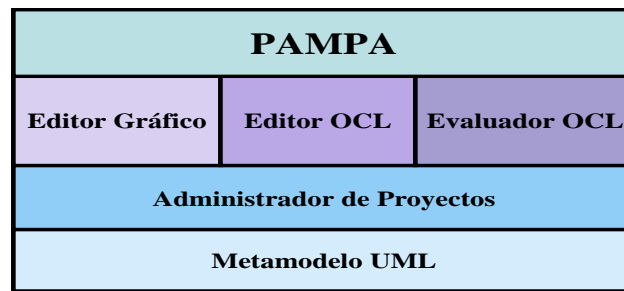 PAMPA
Editor Gráfico
Editor OCL
Evaluador OCL
Administrador de Proyectos
Metamodelo UML